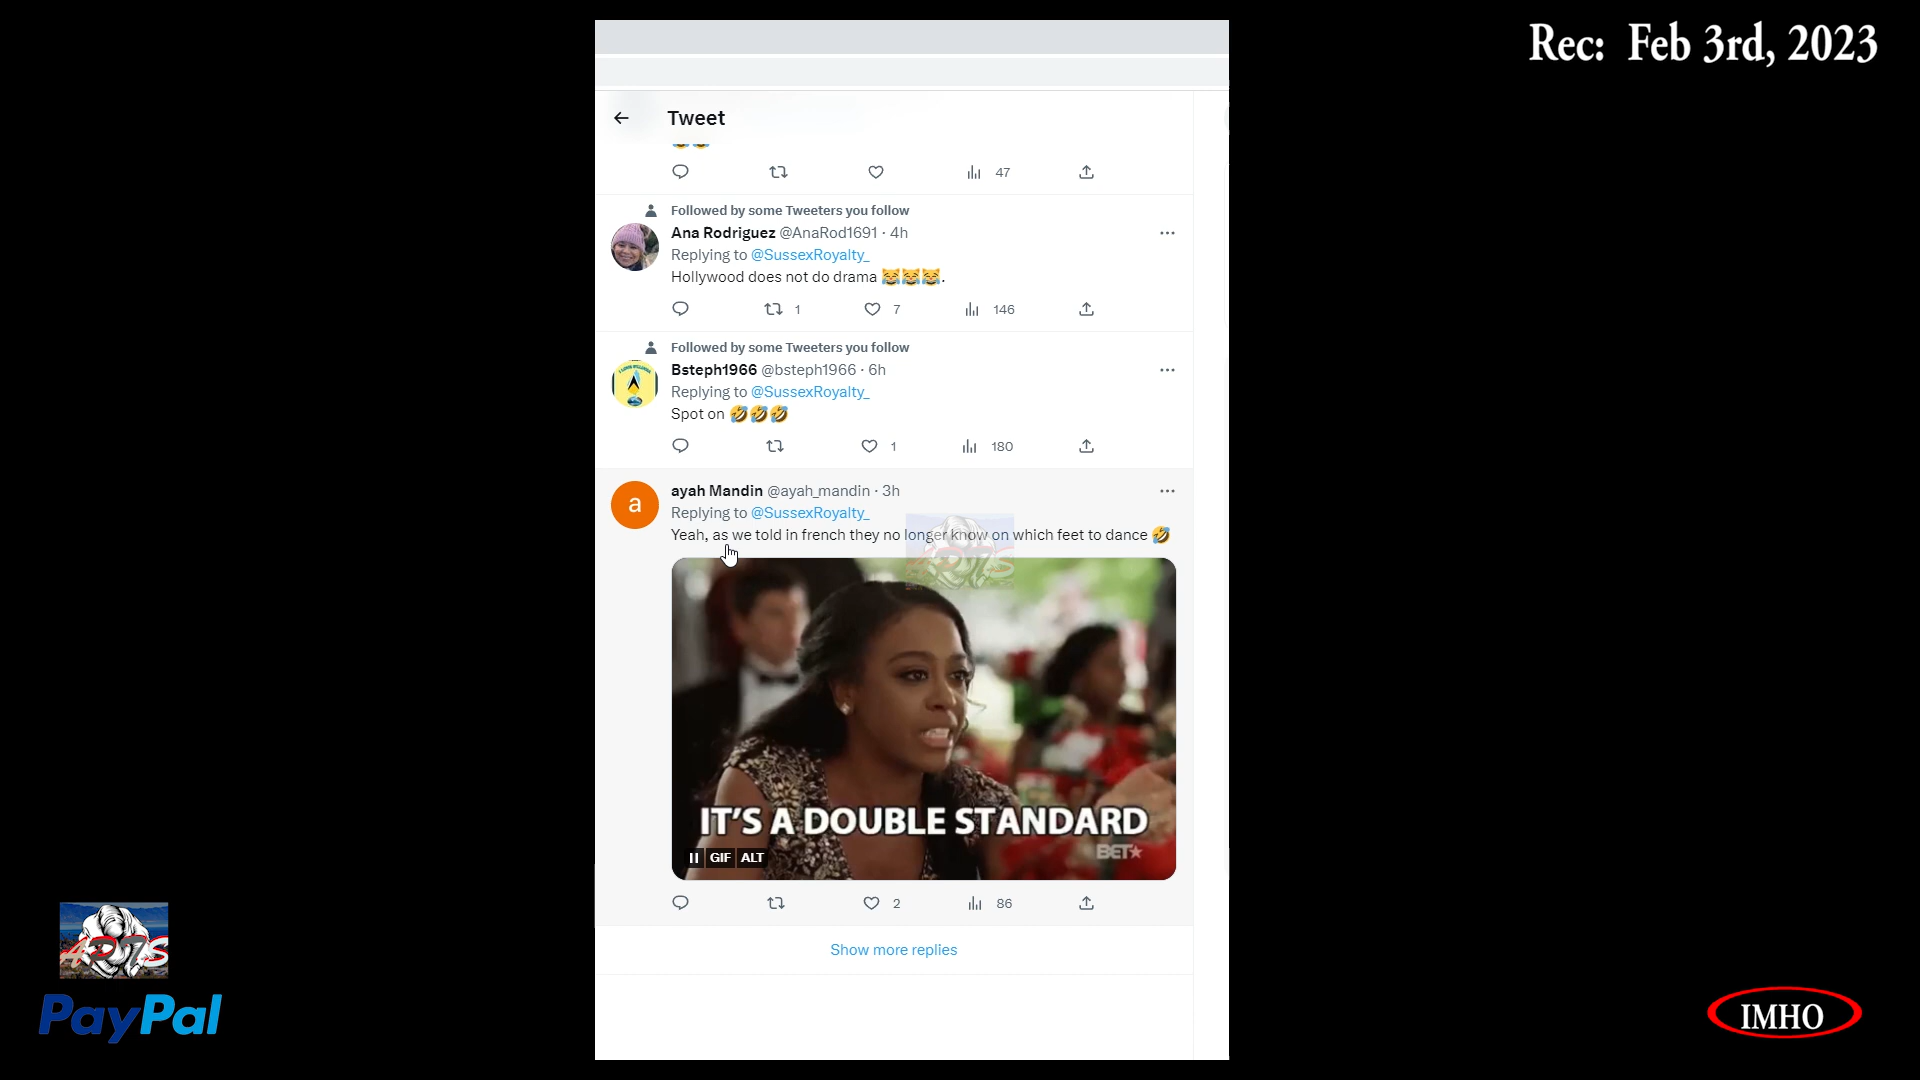 Rec: Feb 3rd, 2023
Tweet
47
Followed by some Tweeters you follow
Ana Rodriguez @AnaRod1691 · 4h
Replying to @SussexRoyalty_
Hollywood does not do drama 😹😹😹.
1 7 146
Followed by some Tweeters you follow
Bsteph1966 @bsteph1966 · 6h
Replying to @SussexRoyalty_
Spot on 🤣🤣🤣
1 180
a
ayah Mandin @ayah_mandin · 3h
Replying to @SussexRoyalty_
Yeah, as we told in french they no longer know on which feet to dance 🤣
IT'S A DOUBLE STANDARD
BET★
GIF ALT
2 86
Show more replies
PayPal
IMHO